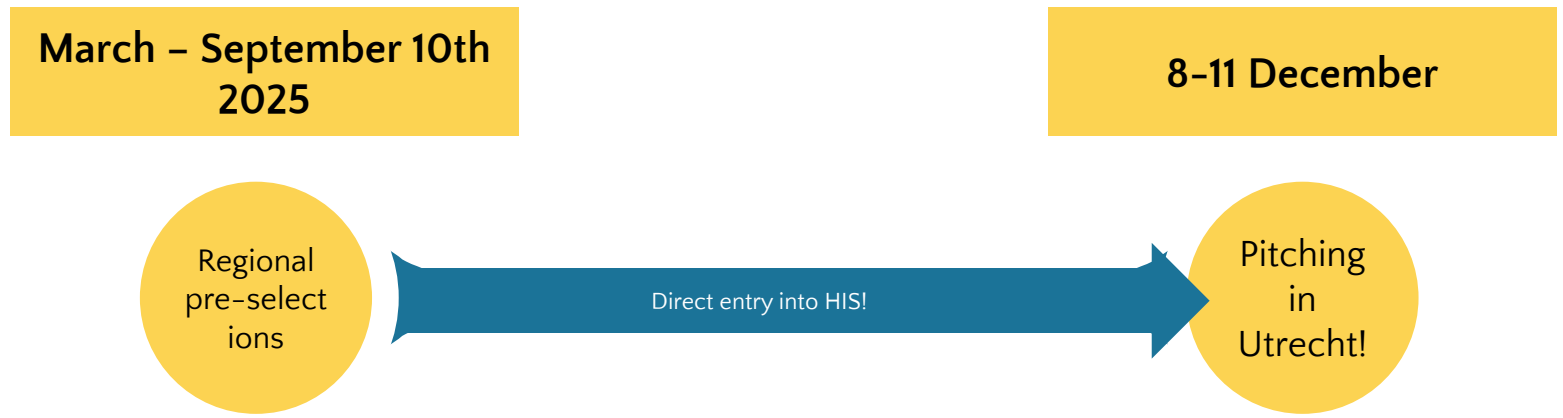 March – September 10th
2025
8-11 December
Regional
pre-select
ions
Direct entry into HIS!
Pitching
in
Utrecht!